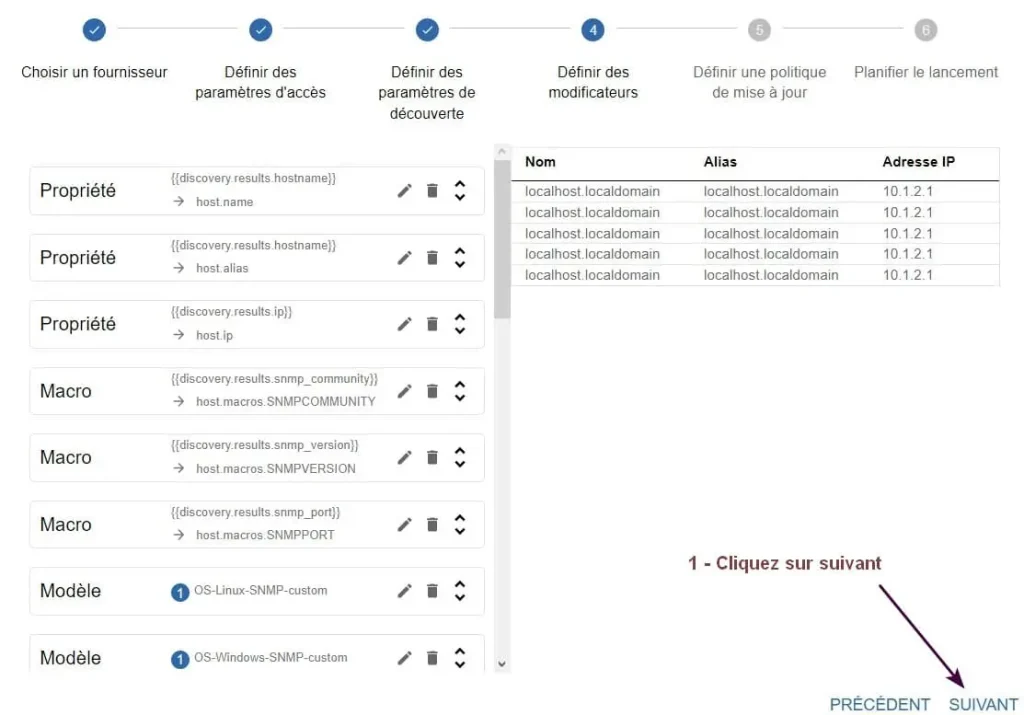 4
5
6
Choisir un fournisseur
Définir des
paramètres d'accès
Définir des
paramètres de
découverte
Définir des
modificateurs
Définir une politique
de mise à jour
Planifier le lancement
Propriété
{{discovery.results.hostname}}
→ host.name
Propriété
{{discovery.results.hostname}}
→ host.alias
Propriété
{{discovery.results.ip}}
→ host.ip
Macro
{{discovery.results.snmp_community}}
→ host.macros.SNMPCOMMUNITY
Macro
{{discovery.results.snmp_version}}
→ host.macros.SNMPVERSION
Macro
{{discovery.results.snmp_port}}
→ host.macros.SNMPPORT
Modèle 1 OS-Linux-SNMP-custom
Modèle 1 OS-Windows-SNMP-custom
Nom Alias Adresse IP
localhost.localdomain localhost.localdomain 10.1.2.1
localhost.localdomain localhost.localdomain 10.1.2.1
localhost.localdomain localhost.localdomain 10.1.2.1
localhost.localdomain localhost.localdomain 10.1.2.1
localhost.localdomain localhost.localdomain 10.1.2.1
1 - Cliquez sur suivant
PRÉCÉDENT SUIVANT